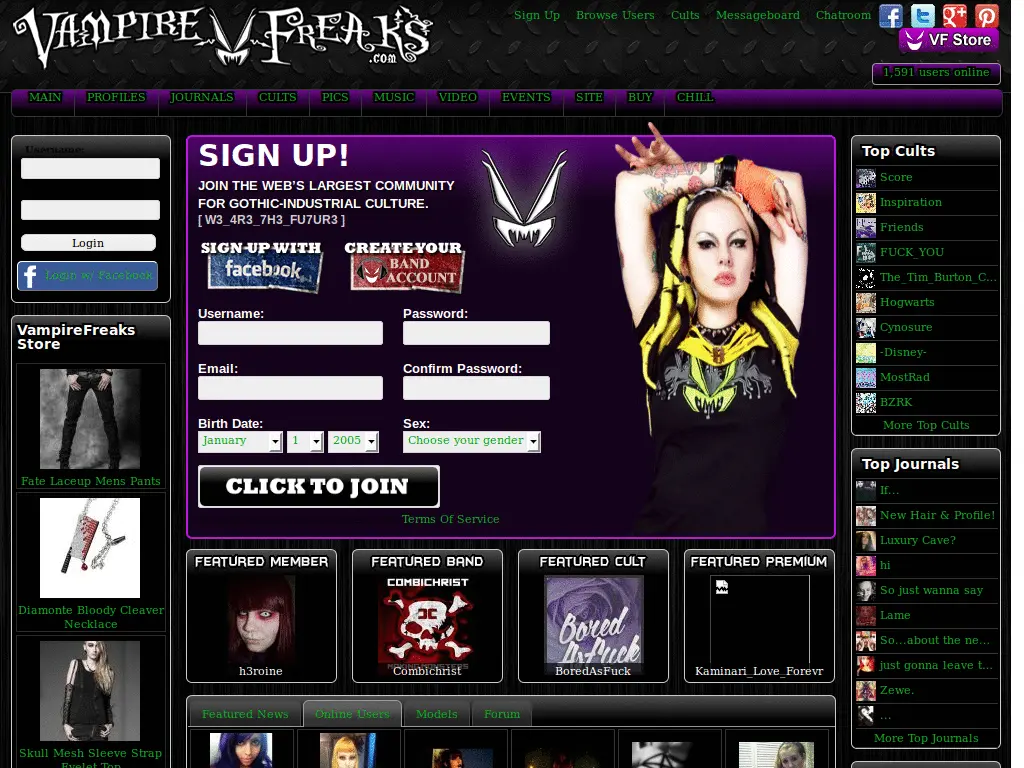 VAMPIREFREAKS
.COM
Sign Up Browse Users Cults Messageboard Chatroom
VF Store
1,591 users online
MAIN PROFILES JOURNALS CULTS PICS MUSIC VIDEO EVENTS SITE BUY CHILL
Username:
Login
Login w/ Facebook
VampireFreaks
Store
Fate Laceup Mens Pants
Diamonte Bloody Cleaver
Necklace
Skull Mesh Sleeve Strap
Eyelet Top
SIGN UP!
JOIN THE WEB'S LARGEST COMMUNITY
FOR GOTHIC-INDUSTRIAL CULTURE.
[ W3_4R3_7H3_FU7UR3 ]
SIGN UP WITH
facebook
CREATE YOUR
BAND
ACCOUNT
Username: Password:
Email: Confirm Password:
Birth Date: Sex:
January 1 2005 Choose your gender
CLICK TO JOIN
Terms Of Service
FEATURED MEMBER
h3roine
FEATURED BAND
COMBICHRIST
Combichrist
FEATURED CULT
Bored
AsFuck
BoredAsFuck
FEATURED PREMIUM
Kaminari_Love_Forevr
Featured News Online Users Models Forum
Top Cults
Score
Inspiration
Friends
FUCK_YOU
The_Tim_Burton_C...
Hogwarts
Cynosure
-Disney-
MostRad
BZRK
More Top Cults
Top Journals
If...
New Hair & Profile!
Luxury Cave?
hi
So just wanna say
Lame
So...about the ne...
just gonna leave t...
Zewe.
...
More Top Journals